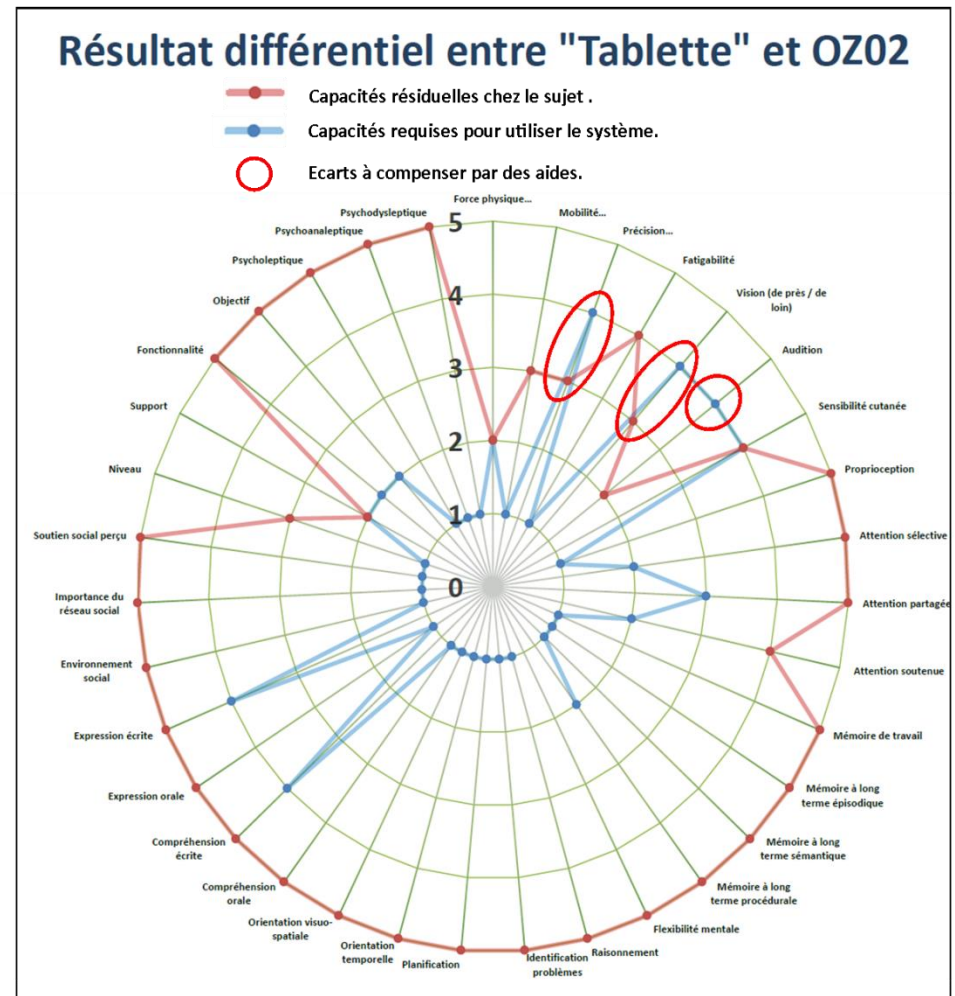 Résultat différentiel entre "Tablette" et OZ02
Capacités résiduelles chez le sujet .
Capacités requises pour utiliser le système.
Ecarts à compenser par des aides.
Force physique...
Mobilité...
Précision...
Fatigabilité
Vision (de près / de
loin)
Audition
Sensibilité cutanée
Proprioception
Attention sélective
Attention partagée
Attention soutenue
Mémoire de travail
Mémoire à long
terme épisodique
Mémoire à long
terme sémantique
Mémoire à long
terme procédurale
Flexibilité mentale
Raisonnement
Identification
problèmes
Planification
Orientation
temporelle
Orientation visuo-
spatiale
Compréhension
orale
Compréhension
écrite
Expression orale
Expression écrite
Environnement
social
Importance du
réseau social
Soutien social perçu
Niveau
Support
Fonctionnalité
Objectif
Psycholeptique
Psychoanaleptique
Psychodysleptique
5
4
3
2
1
0